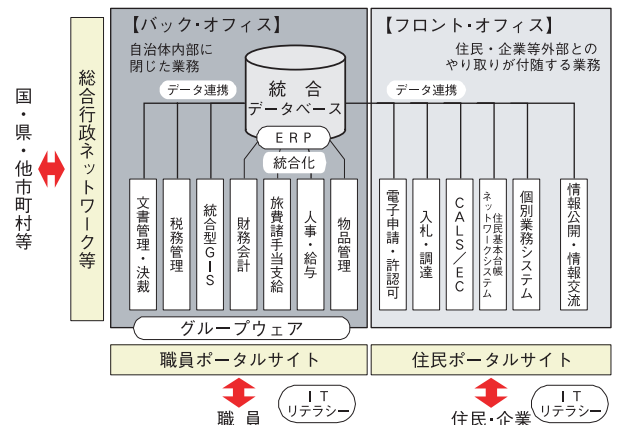 【バック・オフィス】
自治体内部に
閉じた業務
【フロント・オフィス】
住民・企業等外部との
やり取りが付随する業務
データ連携
統合
データベース
データ連携
ERP
統合化
国・県・他市町村等
総合行政ネットワーク等
文書管理・決裁
税務管理
統合型GIS
財務会計
旅費諸手当支給
人事・給与
物品管理
電子申請・許認可
入札・調達
CALS/EC
住民基本台帳
ネットワークシステム
個別業務システム
情報公開・情報交流
グループウェア
職員ポータルサイト
住民ポータルサイト
職員
IT
リテラシー
住民・企業
IT
リテラシー